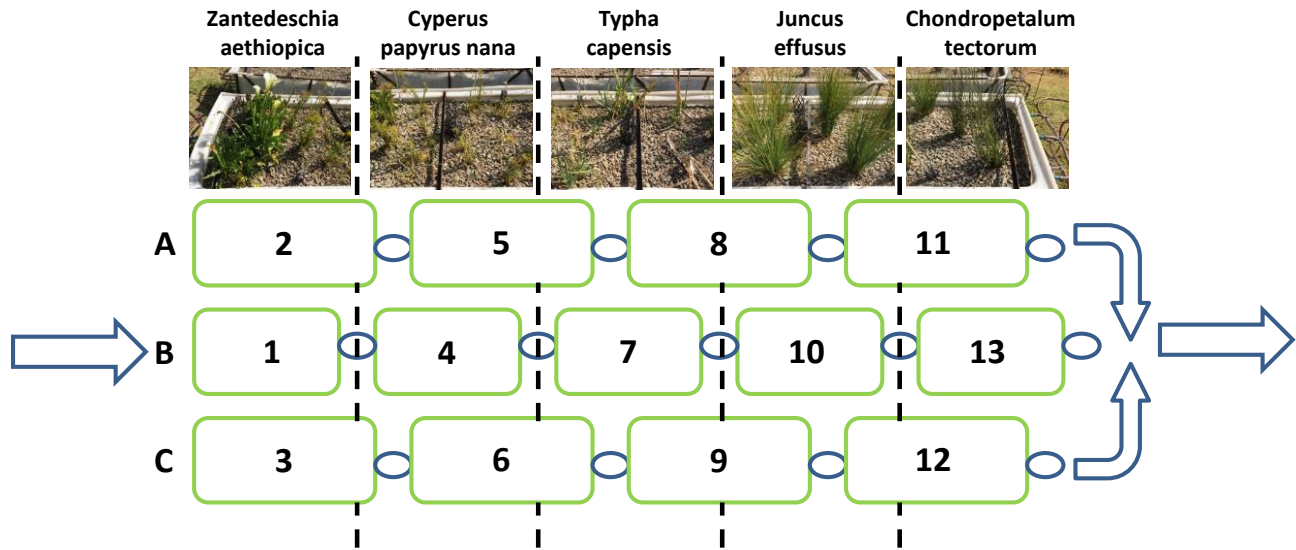 Zantedeschia
aethiopica
Cyperus
papyrus nana
Typha
capensis
Juncus
effusus
Chondropetalum
tectorum
A
2
5
8
11
B
1
4
7
10
13
C
3
6
9
12